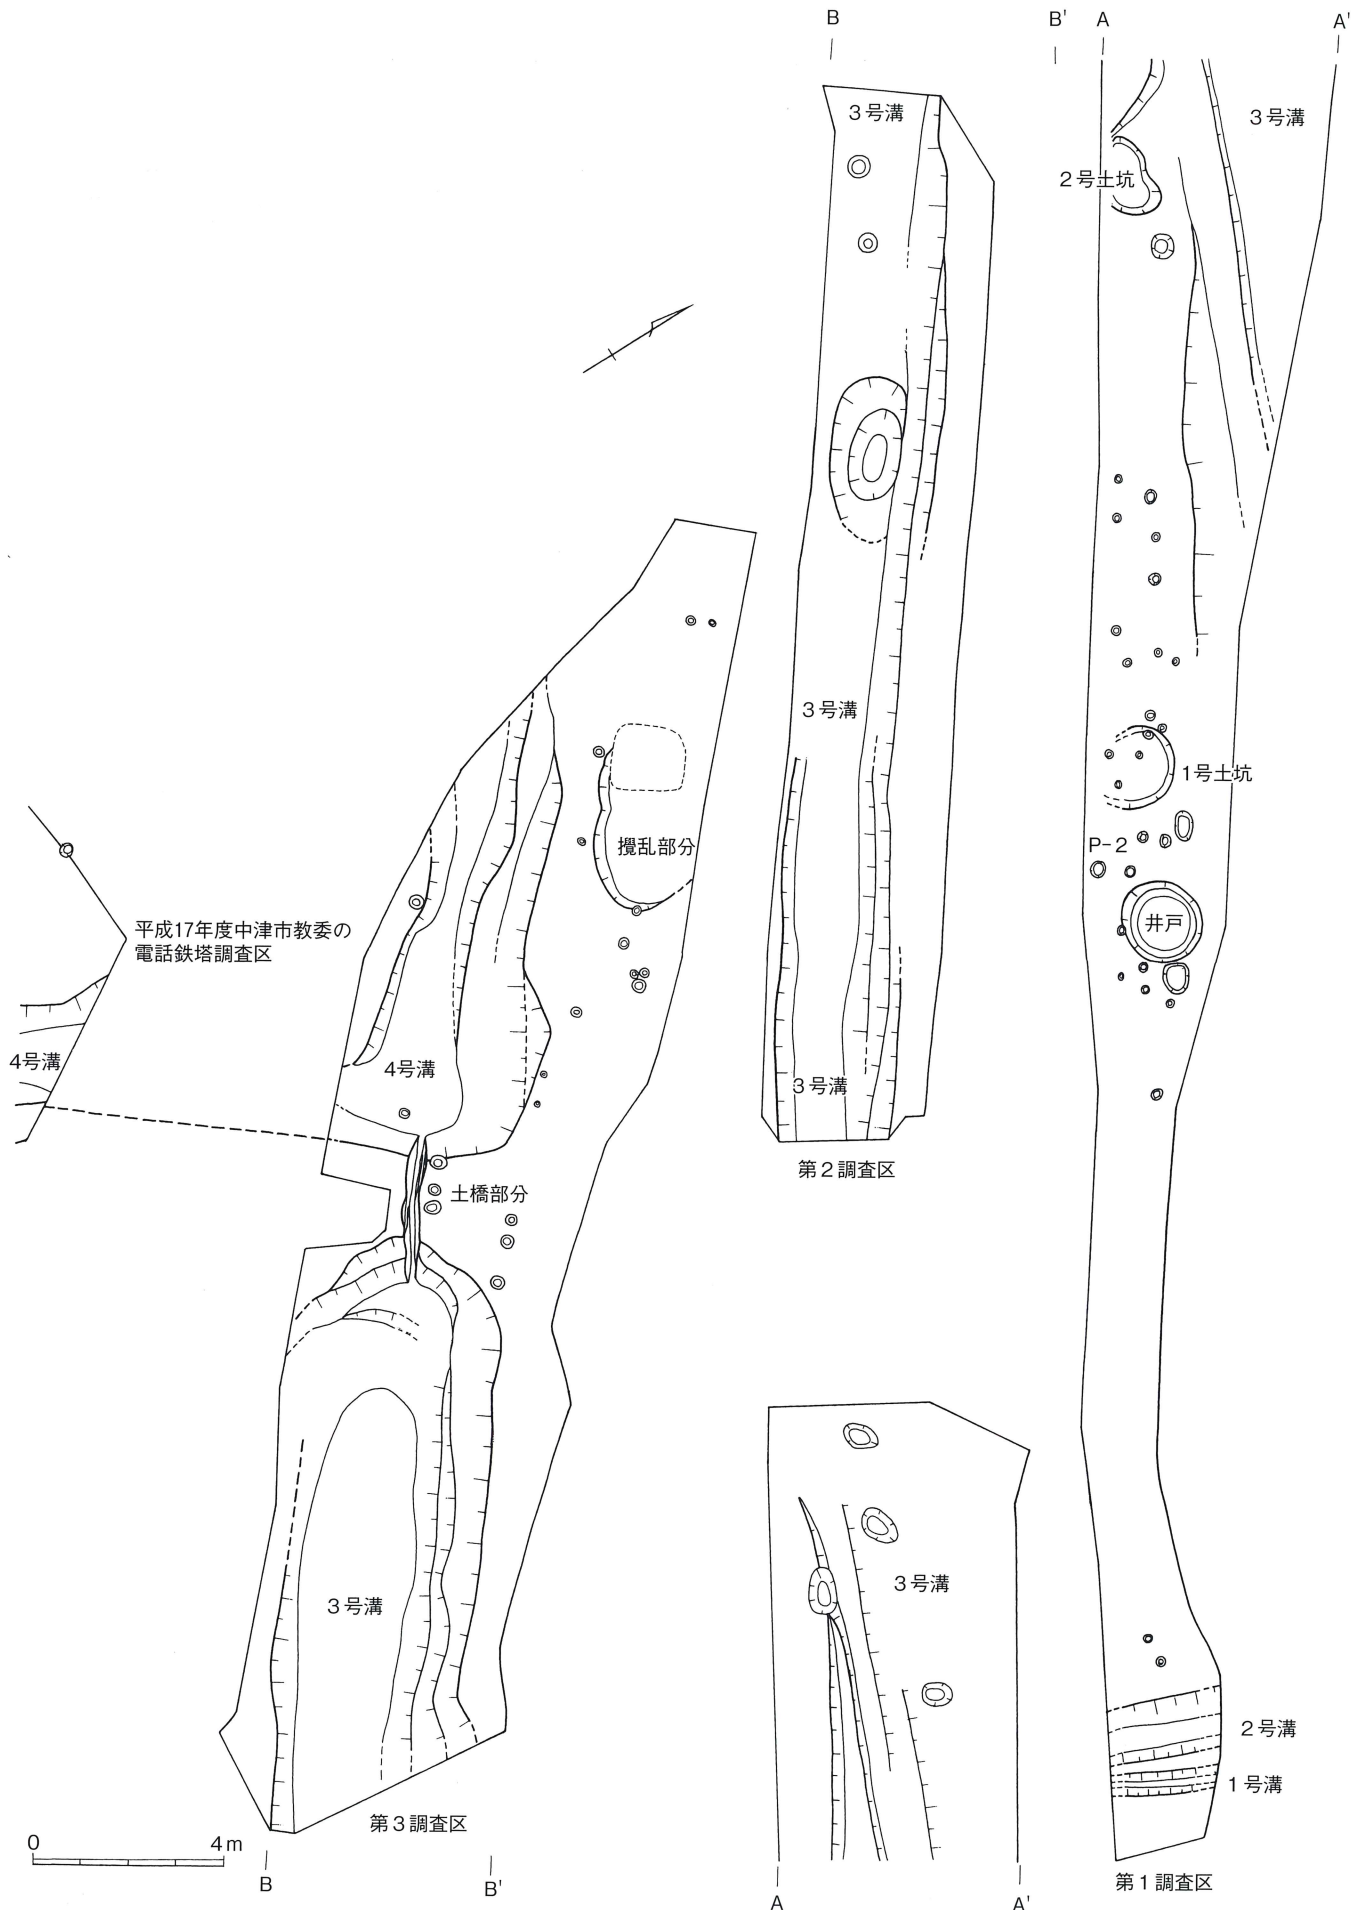 B
B'
A
A'
3号溝
3号溝
2号土坑
3号溝
1号土坑
攪乱部分
P-2
井戸
平成17年度中津市教委の
電話鉄塔調査区
4号溝
4号溝
3号溝
第2調査区
土橋部分
3号溝
3号溝
2号溝
1号溝
第3調査区
0 4m
B
B'
A
A'
第1調査区